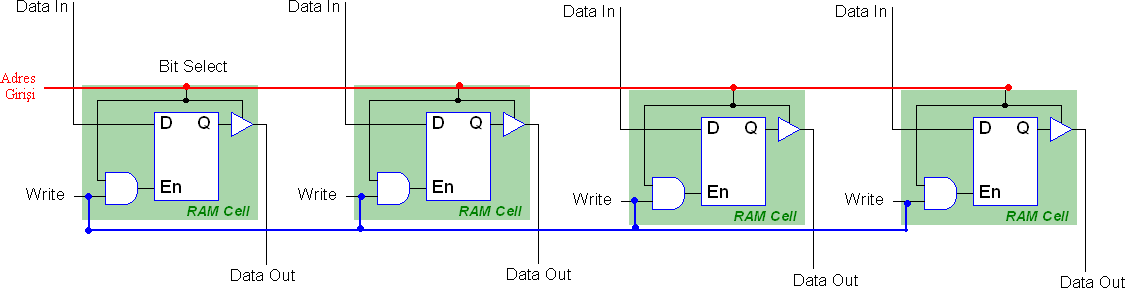 Data In
Data In
Data In
Data In
Bit Select
Adres
Girişi
D Q
D Q
D Q
D Q
En
En
En
En
Write
Write
Write
Write
RAM Cell
RAM Cell
RAM Cell
RAM Cell
Data Out
Data Out
Data Out
Data Out